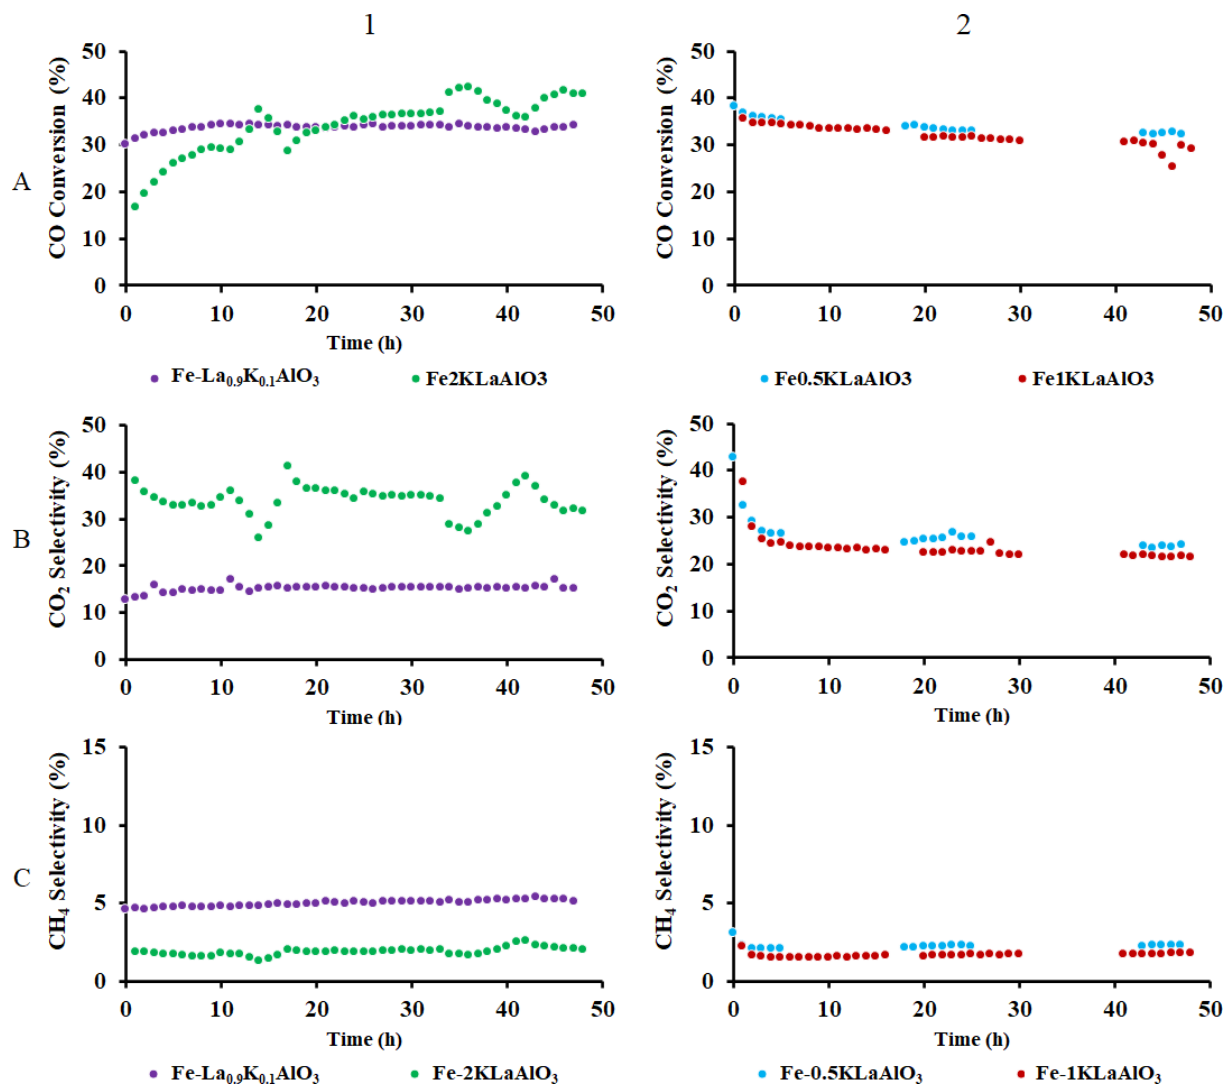 1 2
50 50
40 40
30 30
20 20
10 10
0 0
CO Conversion (%) CO Conversion (%)
A
0 10 20 30 40 50 0 10 20 30 40 50
Time (h) Time (h)
Fe-La0.9K0.1AlO3 Fe2KLaAlO3 Fe0.5KLaAlO3 Fe1KLaAlO3
50 50
40 40
30 30
20 20
10 10
0 0
CO2 Selectivity (%) CO2 Selectivity (%)
B
0 10 20 30 40 50 0 10 20 30 40 50
Time (h) Time (h)
15 15
10 10
5 5
0 0
CH4 Selectivity (%) CH4 Selectivity (%)
C
0 10 20 30 40 50 0 10 20 30 40 50
Time (h) Time (h)
Fe-La0.9K0.1AlO3 Fe-2KLaAlO3 Fe-0.5KLaAlO3 Fe-1KLaAlO3